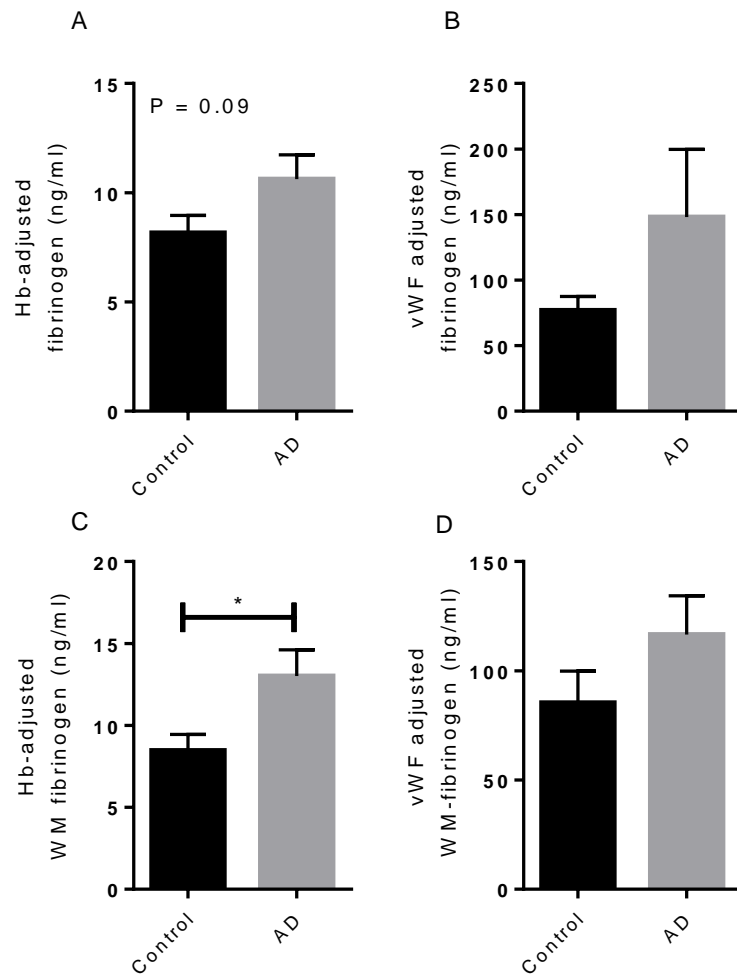 A
Hb-adjusted
fibrinogen (ng/ml)
15
10
5
0
P = 0.09
Control
AD
B
vWF adjusted
fibrinogen (ng/ml)
250
200
150
100
50
0
Control
AD
C
Hb-adjusted
WM fibrinogen (ng/ml)
20
15
10
5
0
*
Control
AD
D
vWF adjusted
WM-fibrinogen (ng/ml)
150
100
50
0
Control
AD